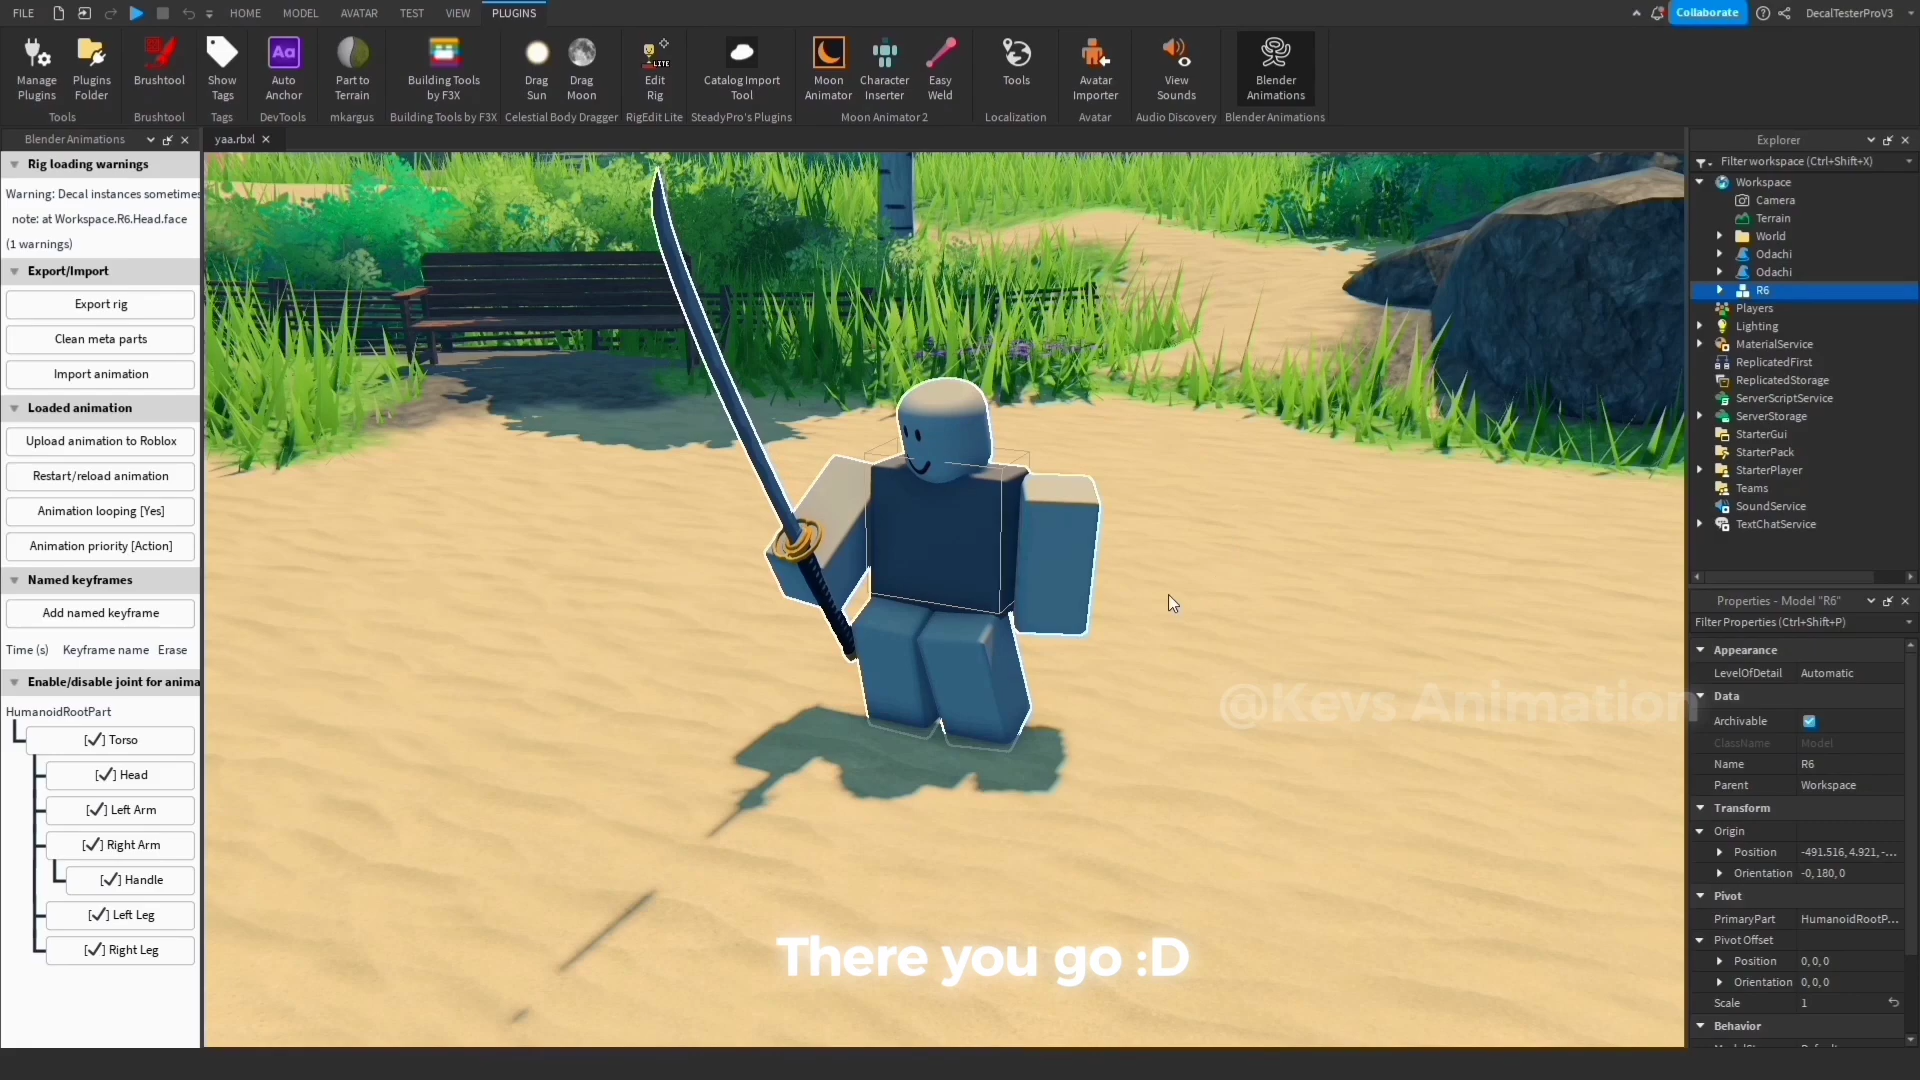 FILE
HOME
MODEL
AVATAR
TEST
VIEW
PLUGINS
Collaborate
DecalTesterProV3
Manage Plugins
Plugins Folder
Brushtool
Show Tags
Aa
Auto Anchor
Part to Terrain
Building Tools by F3X
Drag Sun
Drag Moon
LITE
Edit Rig
Catalog Import Tool
Moon Animator
Character Inserter
Easy Weld
Tools
Avatar Importer
View Sounds
Blender Animations
Tools
Brushtool
Tags
DevTools
mkargus
Building Tools by F3X
Celestial Body Dragger
RigEdit Lite
SteadyPro's Plugins
Moon Animator 2
Localization
Avatar
Audio Discovery
Blender Animations
Blender Animations
yaa.rbxl
Rig loading warnings
Warning: Decal instances sometimes
note: at Workspace.R6.Head.face
(1 warnings)
Export/Import
Export rig
Clean meta parts
Import animation
Loaded animation
Upload animation to Roblox
Restart/reload animation
Animation looping [Yes]
Animation priority [Action]
Named keyframes
Add named keyframe
Time (s) Keyframe name Erase
Enable/disable joint for anima
HumanoidRootPart
[✓] Torso
[✓] Head
[✓] Left Arm
[✓] Right Arm
[✓] Handle
[✓] Left Leg
[✓] Right Leg
@Kevs Animation
There you go :D
Explorer
Filter workspace (Ctrl+Shift+X)
Workspace
Camera
Terrain
World
Odachi
Odachi
R6
Players
Lighting
MaterialService
ReplicatedFirst
ReplicatedStorage
ServerScriptService
ServerStorage
StarterGui
StarterPack
StarterPlayer
Teams
SoundService
TextChatService
Properties - Model "R6"
Filter Properties (Ctrl+Shift+P)
Appearance
LevelOfDetail Automatic
Data
Archivable
ClassName Model
Name R6
Parent Workspace
Transform
Origin
Position -491.516, 4.921, -...
Orientation -0, 180, 0
Pivot
PrimaryPart HumanoidRootP...
Pivot Offset
Position 0, 0, 0
Orientation 0, 0, 0
Scale 1
Behavior